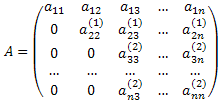 a₁₁ a₁₂ a₁₃ ... a₁ₙ
0 a₂₂⁽¹⁾ a₂₃⁽¹⁾ ... a₂ₙ⁽¹⁾
A = 0 0 a₃₃⁽²⁾ ... a₃ₙ⁽²⁾
... ... ... ... ...
0 0 aₙ₃⁽²⁾ ... aₙₙ⁽²⁾